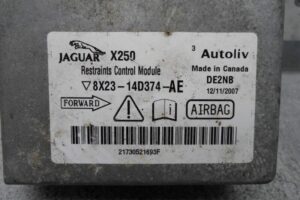 JAGUAR X250
3 Autoliv
Restraints Control Module
Made in Canada
8X23-14D374-AE
DE2NB
12/11/2007
FORWARD
AIRBAG
21730521693F